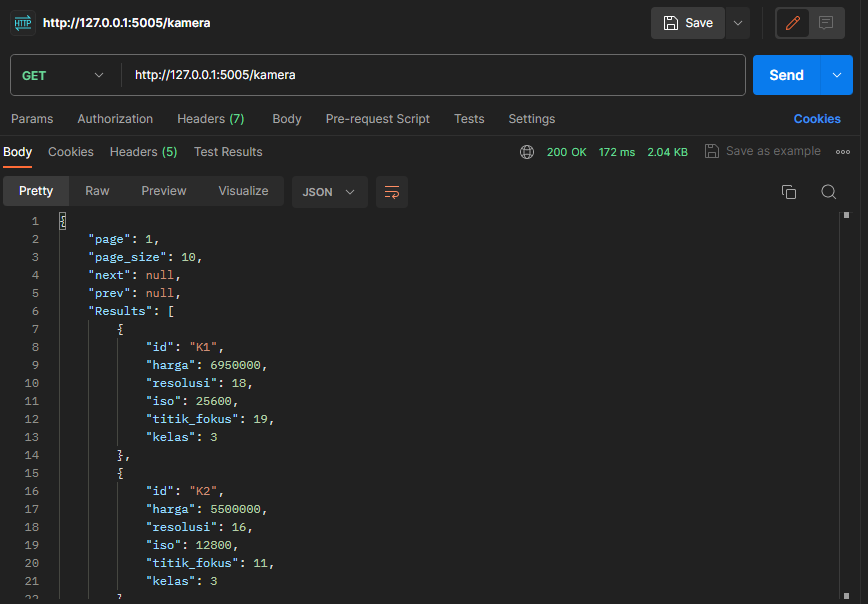 HTTP http://127.0.0.1:5005/kamera Save
GET http://127.0.0.1:5005/kamera Send
Params Authorization Headers (7) Body Pre-request Script Tests Settings Cookies
Body Cookies Headers (5) Test Results 200 OK 172 ms 2.04 KB Save as example
Pretty Raw Preview Visualize JSON
1 {
2 "page": 1,
3 "page_size": 10,
4 "next": null,
5 "prev": null,
6 "Results": [
7 {
8 "id": "K1",
9 "harga": 6950000,
10 "resolusi": 18,
11 "iso": 25600,
12 "titik_fokus": 19,
13 "kelas": 3
14 },
15 {
16 "id": "K2",
17 "harga": 5500000,
18 "resolusi": 16,
19 "iso": 12800,
20 "titik_fokus": 11,
21 "kelas": 3